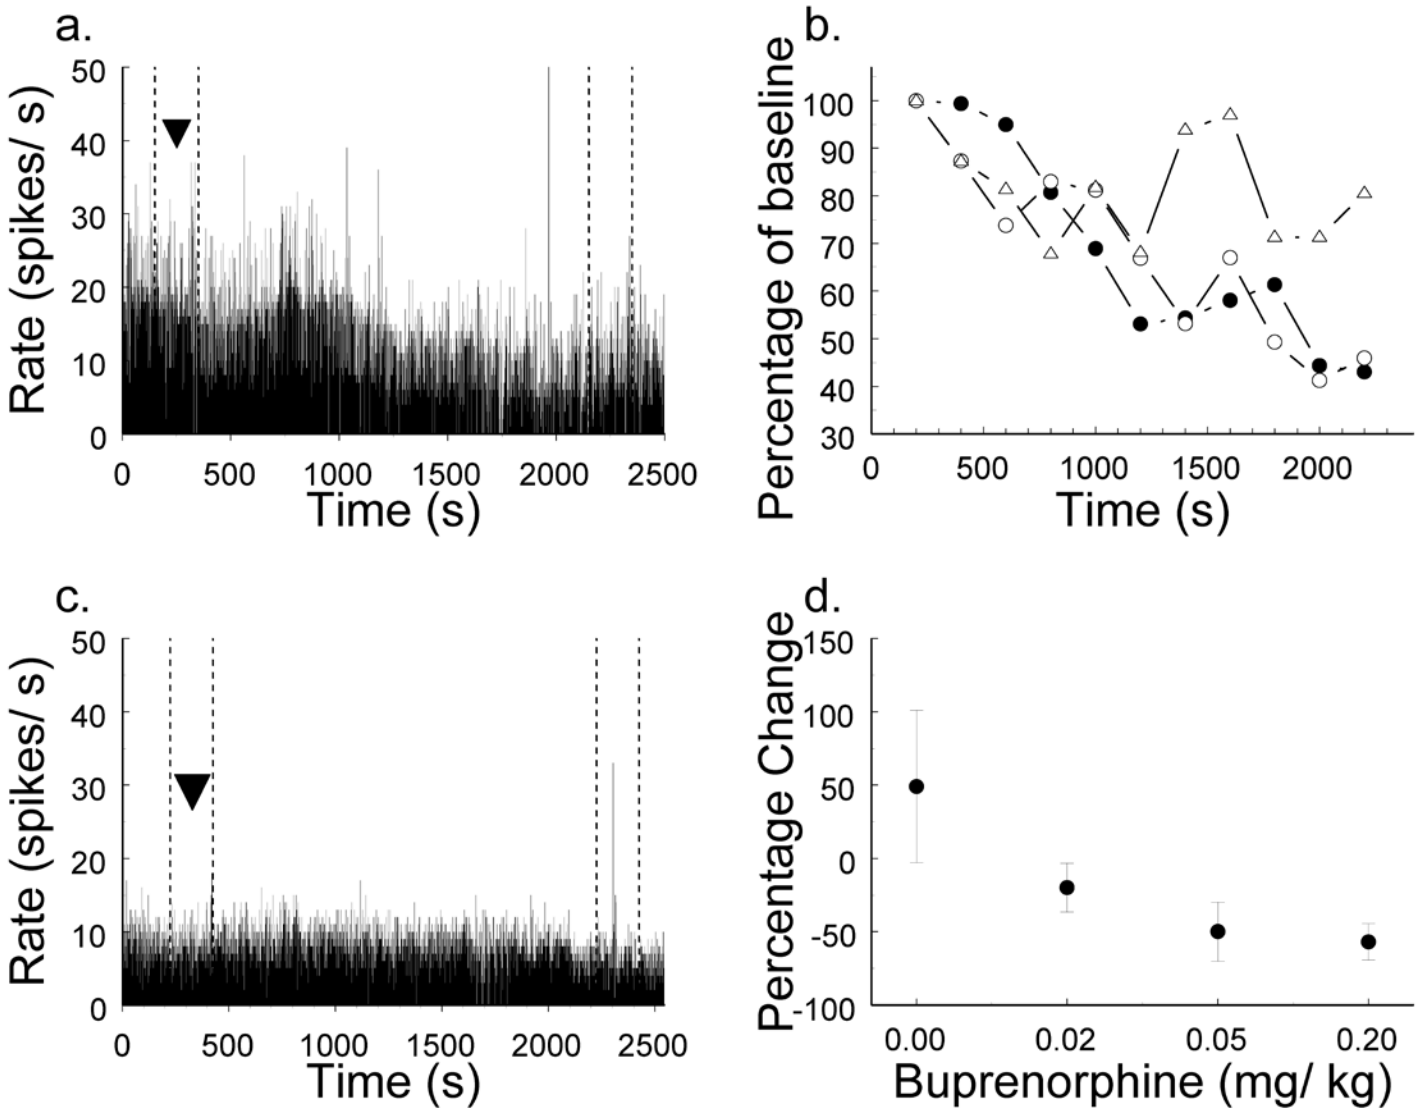 a.
Rate (spikes/ s)
50
40
30
20
10
0
0 500 1000 1500 2000 2500
Time (s)
b.
Percentage of baseline
100
90
80
70
60
50
40
30
0 500 1000 1500 2000
Time (s)
c.
Rate (spikes/ s)
50
40
30
20
10
0
0 500 1000 1500 2000 2500
Time (s)
d.
Percentage Change
150
100
50
0
-50
-100
0.00 0.02 0.05 0.20
Buprenorphine (mg/ kg)